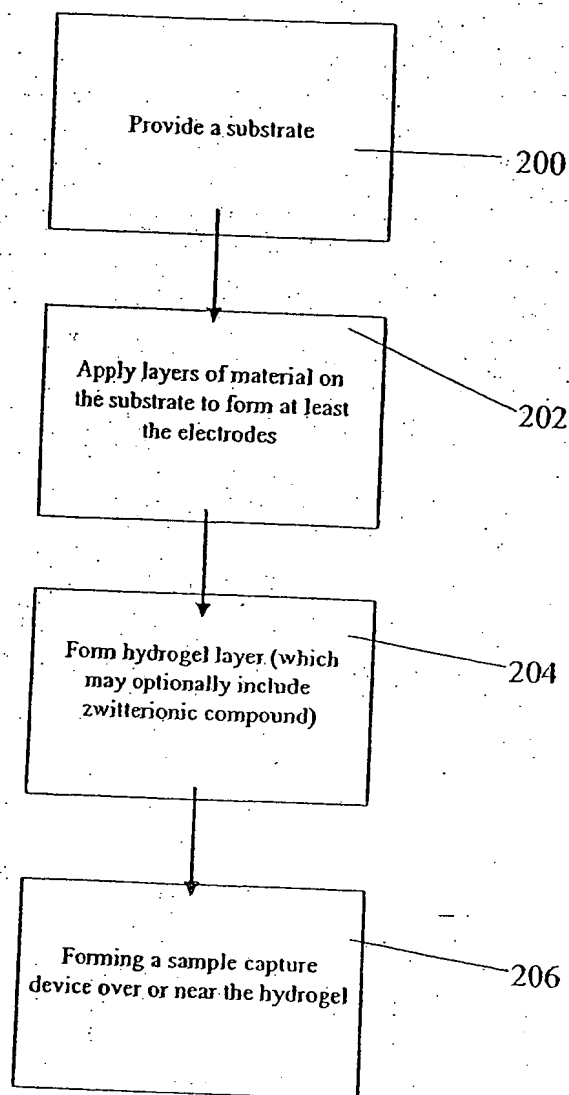 Provide a substrate
200
Apply layers of material on
the substrate to form at least
the electrodes
202
Form hydrogel layer (which
may optionally include
zwitterionic compound)
204
Forming a sample capture
device over or near the hydrogel
206